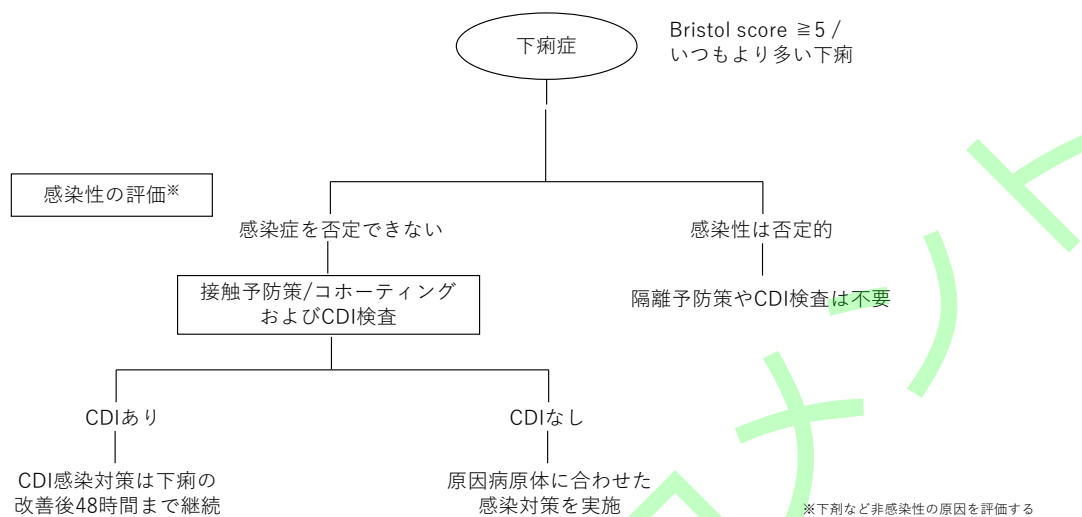 下痢症
Bristol score ≧5 /
いつもより多い下痢
感染性の評価※
感染症を否定できない
感染性は否定的
接触予防策/コホーティング
およびCDI検査
隔離予防策やCDI検査は不要
CDIあり
CDIなし
CDI感染対策は下痢の
改善後48時間まで継続
原因病原体に合わせた
感染対策を実施
※下剤など非感染性の原因を評価する
メント